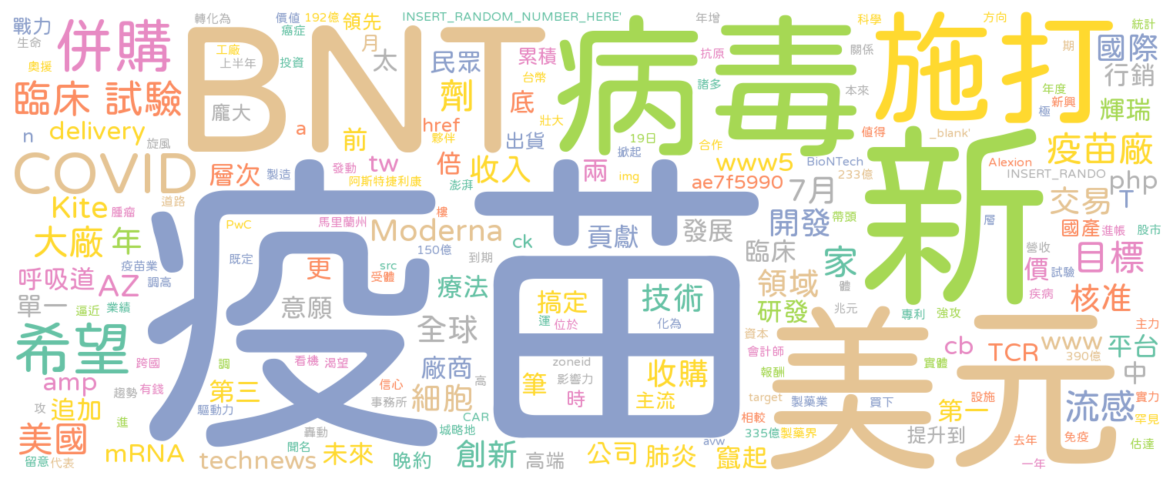 INSERT_RANDOM_NUMBER_HERE'
轉化為
價值
192億
領先
年增
科學
方向
戰力
生命
併購
工廠
癌症
月
太
民眾
累積
抗原
關係
期
統計
國際
奧援
上半年
投資
BNT
病毒
施打
台幣
諸多
本來
年度
新興
行銷
臨床
試驗
龐大
劑
底
壯大
極
輝瑞
n
delivery
旋風
a
前
href
出貨
夥伴
19日
掀起
合作
值得
_blank'
疫苗廠
COVID
層次
發動
製造
tw
倍
收入
兩
www5
BioNTech
233億
新
Alexion
INSERT_RANDO
php
阿斯特捷利康
澎湃
img
ae7f5990
7月
交易
T
Kite
腫瘤
道路
疫苗
大廠
年
PwC
馬里蘭州
樓
Moderna
ck
貢獻
發展
開發
帶頭
層
國產
進帳
股市
疫苗業
調高
既定
150億
到期
臨床
家
營收
價
試驗
目標
呼吸道
AZ
更
src
受體
療法
搞定
技術
領域
體
疾病
核准
單一
逼近
業績
意願
全球
運
位於
化為
研發
兆元
專利
強攻
希望
跨國
調
看機
渴望
廠商
zoneid
影響力
收購
資本
會計師
美元
主力
390億
www
平台
amp
趨勢
有錢
第三
信心
高
細胞
筆
時
主流
報酬
實體
cb
TCR
中
攻
追加
驅動力
事務所
CAR
target
製藥業
買下
第一
設施
實力
流感
進
美國
轟動
城略地
相較
335億
製藥界
提升到
去年
免疫
罕見
留意
代表
mRNA
technews
聞名
未來
晚約
創新
高端
avw
公司
肺炎
竄起
一年
估達